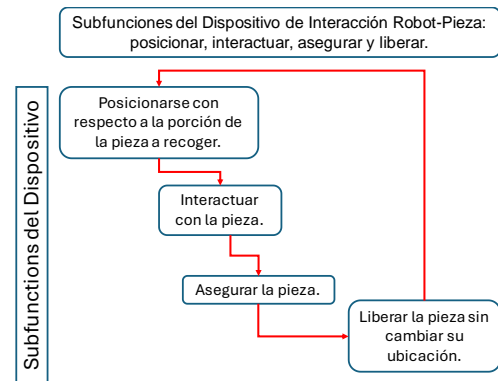 Subfunciones del Dispositivo de Interacción Robot-Pieza:
posicionar, interactuar, asegurar y liberar.
Subfunctions del Dispositivo
Posicionarse con
respecto a la porción de
la pieza a recoger.
Interactuar
con la pieza.
Asegurar la pieza.
Liberar la pieza sin
cambiar su
ubicación.